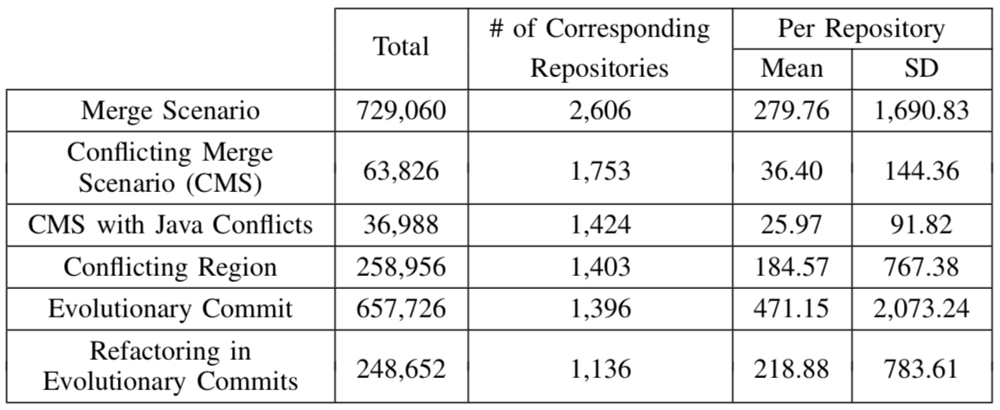 Total # of Corresponding Repositories Per Repository
Mean SD
Merge Scenario 729,060 2,606 279.76 1,690.83
Conflicting Merge
Scenario (CMS) 63,826 1,753 36.40 144.36
CMS with Java Conflicts 36,988 1,424 25.97 91.82
Conflicting Region 258,956 1,403 184.57 767.38
Evolutionary Commit 657,726 1,396 471.15 2,073.24
Refactoring in
Evolutionary Commits 248,652 1,136 218.88 783.61